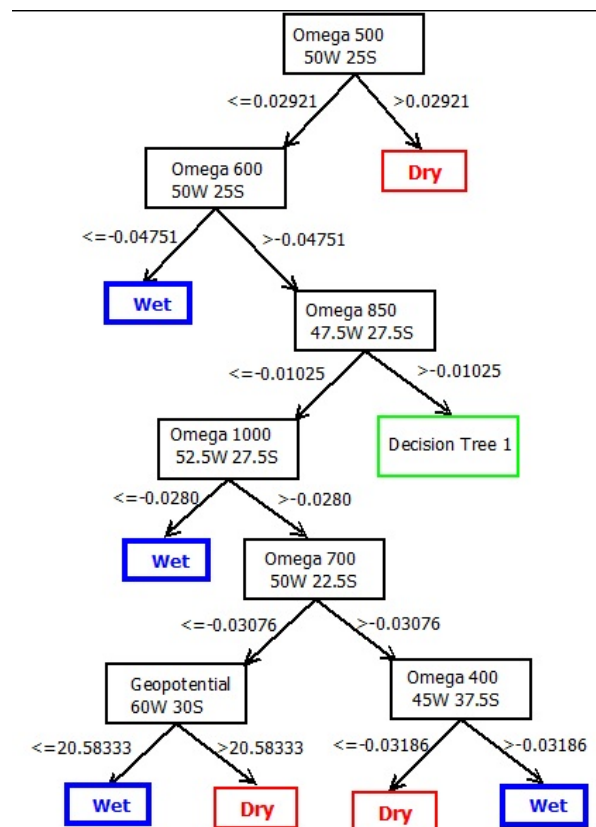 Omega 500
50W 25S
<=0.02921
>0.02921
Omega 600
50W 25S
Dry
<=-0.04751
>-0.04751
Wet
Omega 850
47.5W 27.5S
<=-0.01025
>-0.01025
Omega 1000
52.5W 27.5S
Decision Tree 1
<=-0.0280
>-0.0280
Wet
Omega 700
50W 22.5S
<=-0.03076
>-0.03076
Geopotential
60W 30S
Omega 400
45W 37.5S
<=20.58333
>20.58333
<=-0.03186
>-0.03186
Wet
Dry
Dry
Wet